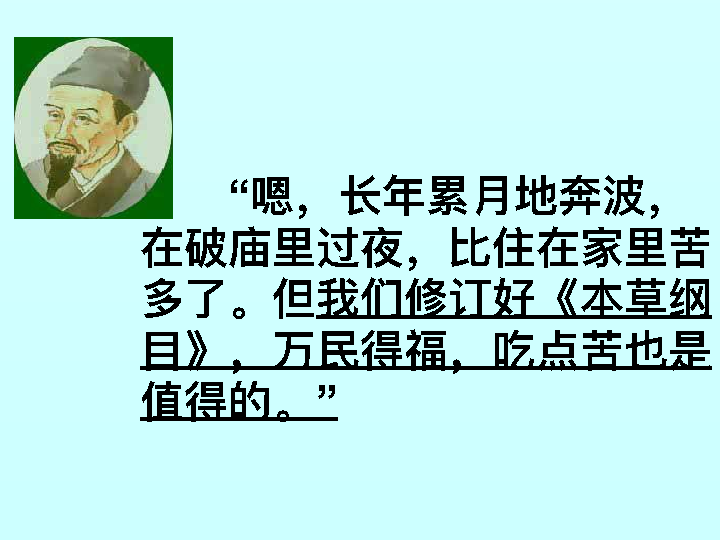 “嗯，长年累月地奔波，
在破庙里过夜，比住在家里苦
多了。但我们修订好《本草纲
目》，万民得福，吃点苦也是
值得的。”